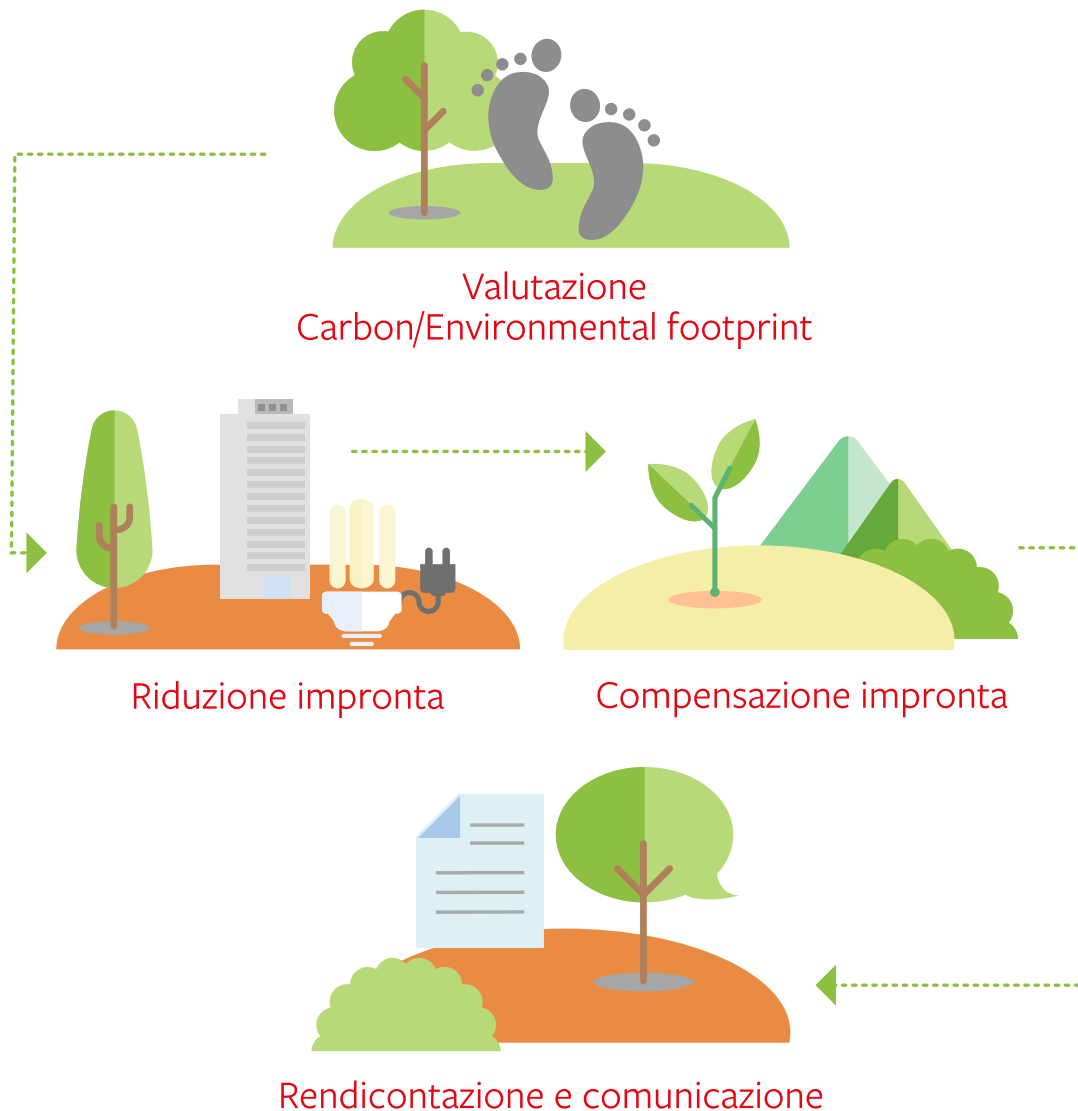 Valutazione
Carbon/Environmental footprint
Riduzione impronta
Compensazione impronta
Rendicontazione e comunicazione